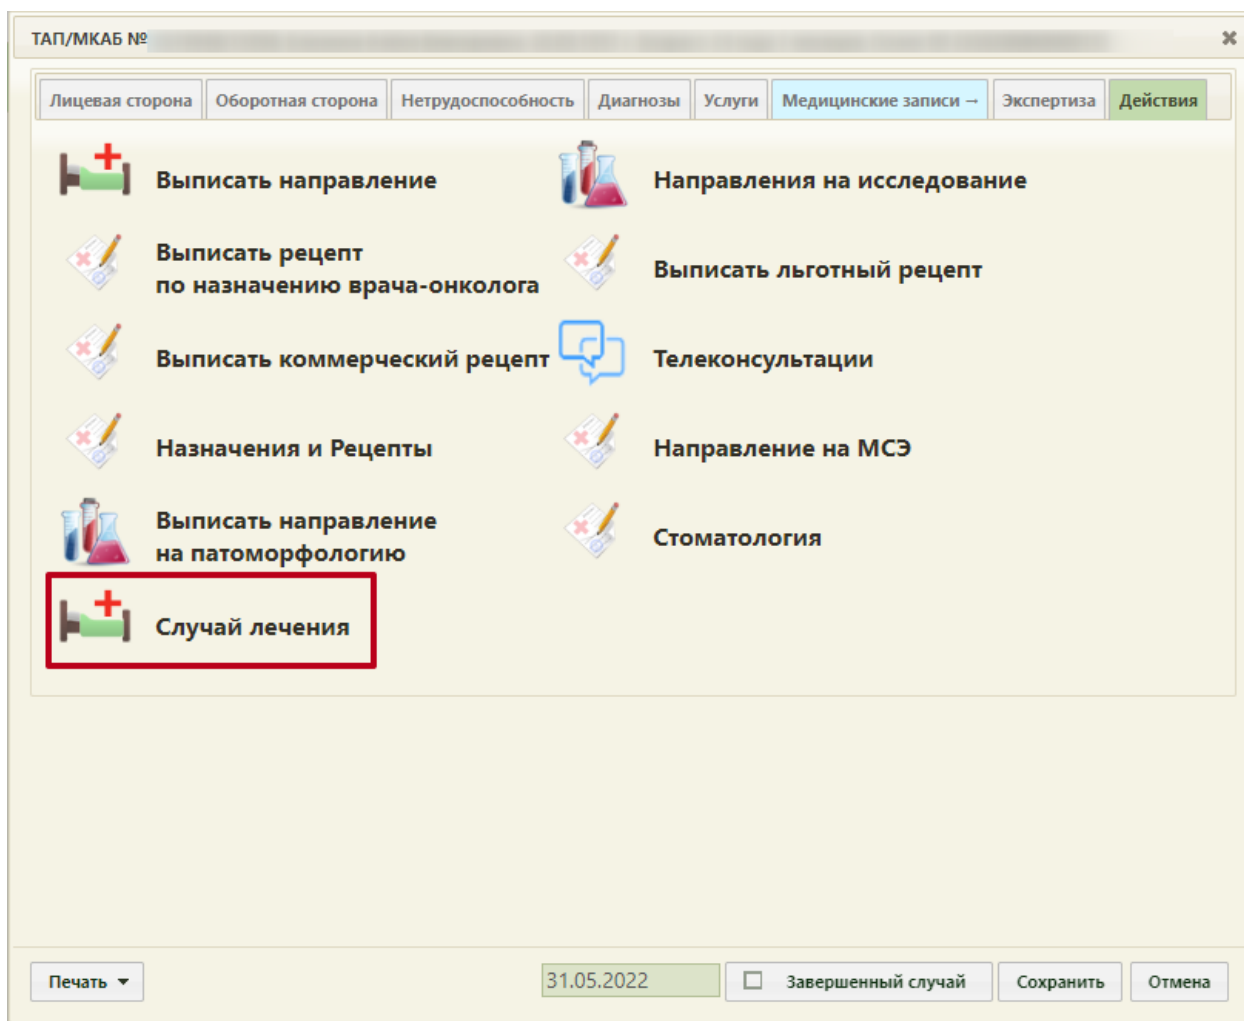 ТАП/МКАБ №
Лицевая сторона Оборотная сторона Нетрудоспособность Диагнозы Услуги Медицинские записи → Экспертиза Действия
Выписать направление
Направления на исследование
Выписать рецепт
по назначению врача-онколога
Выписать льготный рецепт
Выписать коммерческий рецепт
Телеконсультации
Назначения и Рецепты
Направление на МСЭ
Выписать направление
на патоморфологию
Стоматология
Случай лечения
Печать 31.05.2022 Завершенный случай Сохранить Отмена